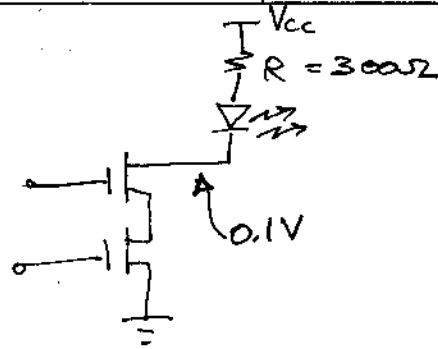 Vcc
R = 300Ω
0.1V